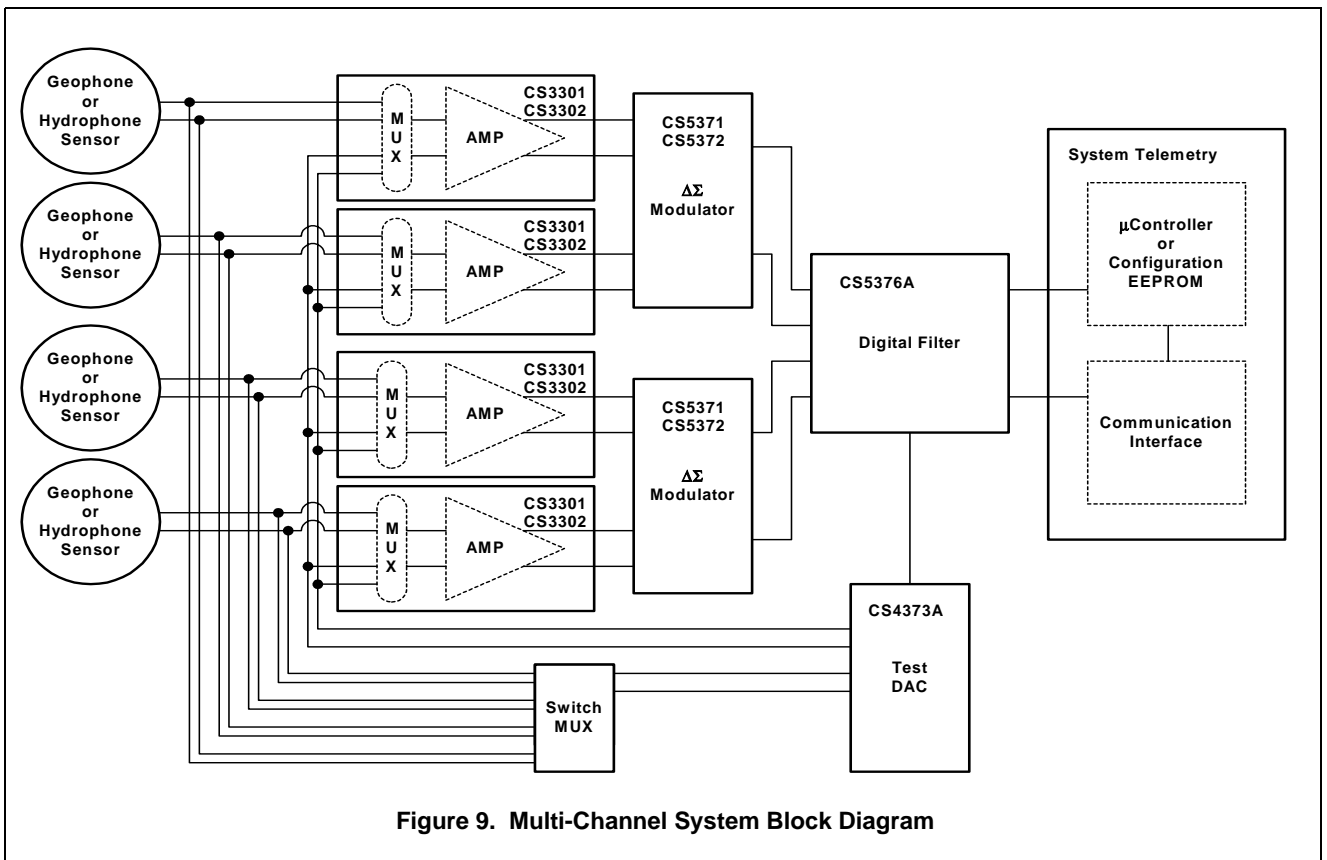 Geophone
or
Hydrophone
Sensor
Geophone
or
Hydrophone
Sensor
Geophone
or
Hydrophone
Sensor
Geophone
or
Hydrophone
Sensor
M
U
X
AMP
CS3301
CS3302
M
U
X
AMP
CS3301
CS3302
M
U
X
AMP
CS3301
CS3302
M
U
X
AMP
CS3301
CS3302
CS5371
CS5372
ΔΣ
Modulator
CS5371
CS5372
ΔΣ
Modulator
CS5376A
Digital Filter
System Telemetry
µController
or
Configuration
EEPROM
Communication
Interface
Switch
MUX
CS4373A
Test
DAC
Figure 9. Multi-Channel System Block Diagram